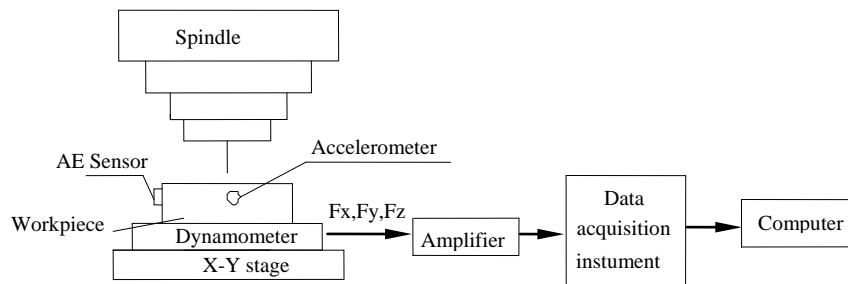 Spindle
AE Sensor
Accelerometer
Workpiece
Fx,Fy,Fz
Dynamometer
X-Y stage
Amplifier
Data
acquisition
instument
Computer